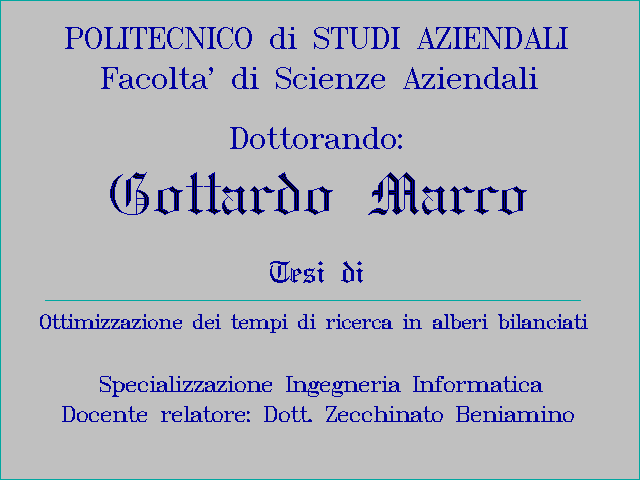 POLITECNICO di STUDI AZIENDALI
Facolta' di Scienze Aziendali
Dottorando:
Gottardo Marco
Tesi di
Ottimizzazione dei tempi di ricerca in alberi bilanciati
Specializzazione Ingegneria Informatica
Docente relatore: Dott. Zecchinato Beniamino